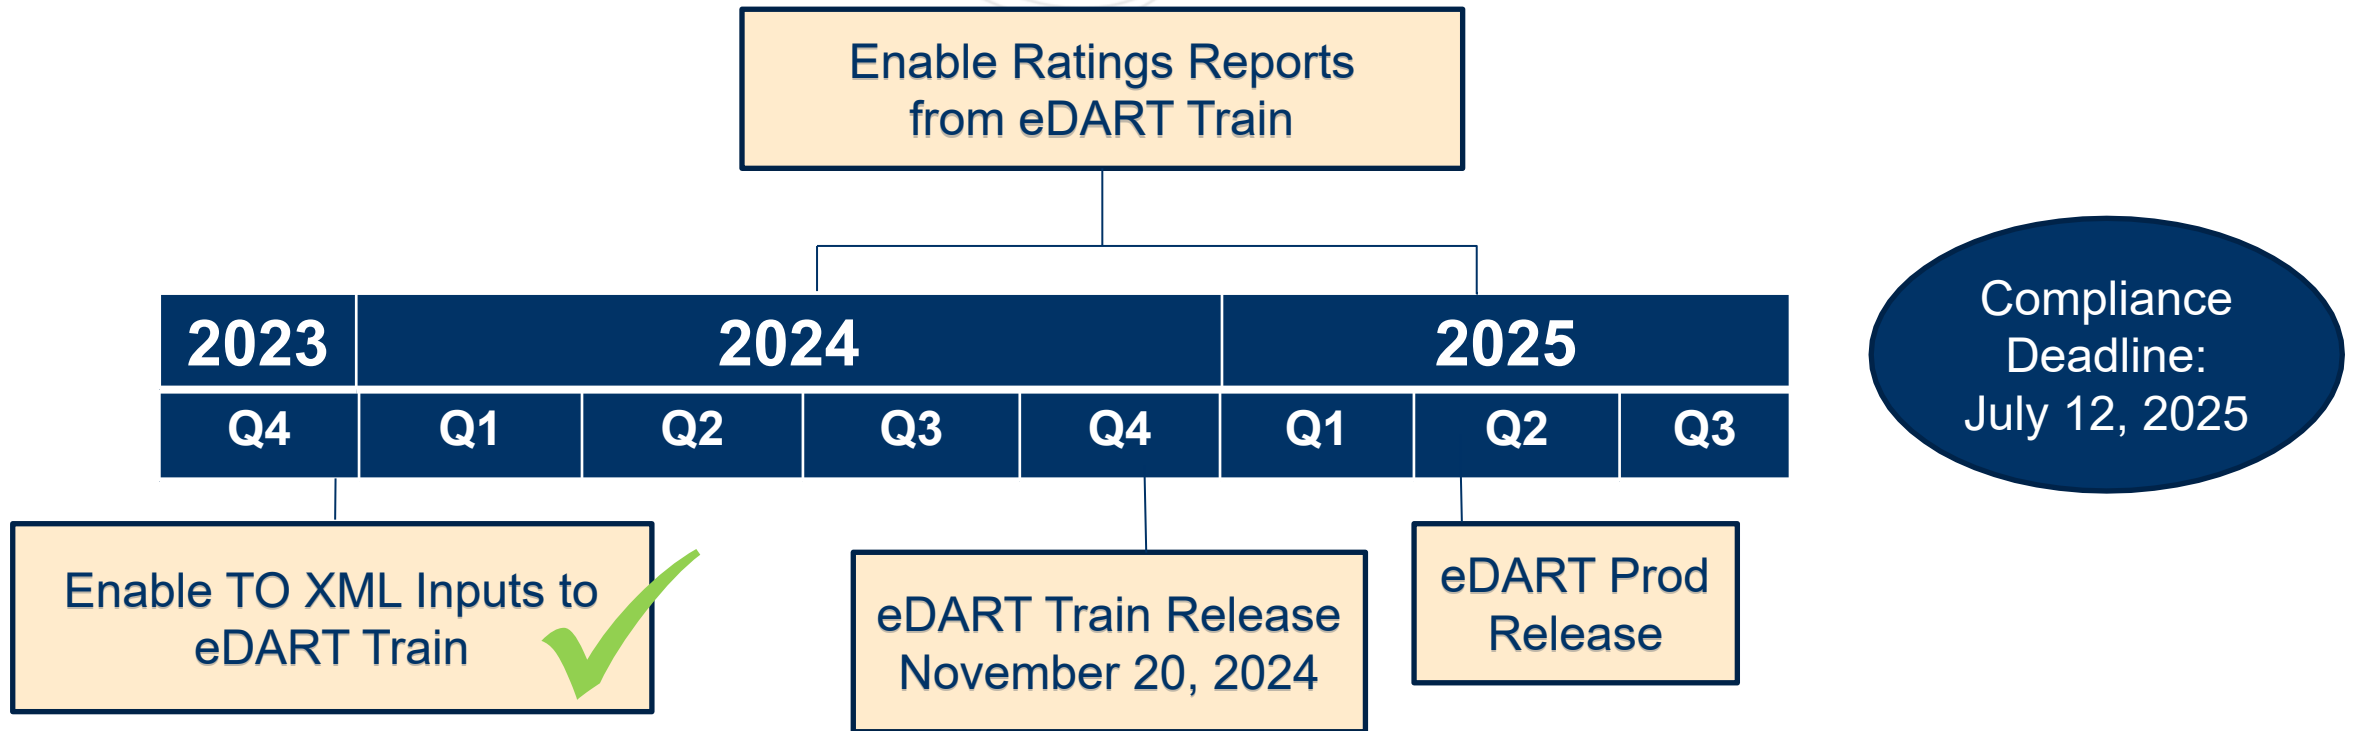 Enable Ratings Reports
from eDART Train
2023 2024 2025
Q4 Q1 Q2 Q3 Q4 Q1 Q2 Q3
Compliance
Deadline:
July 12, 2025
Enable TO XML Inputs to
eDART Train
eDART Train Release
November 20, 2024
eDART Prod
Release